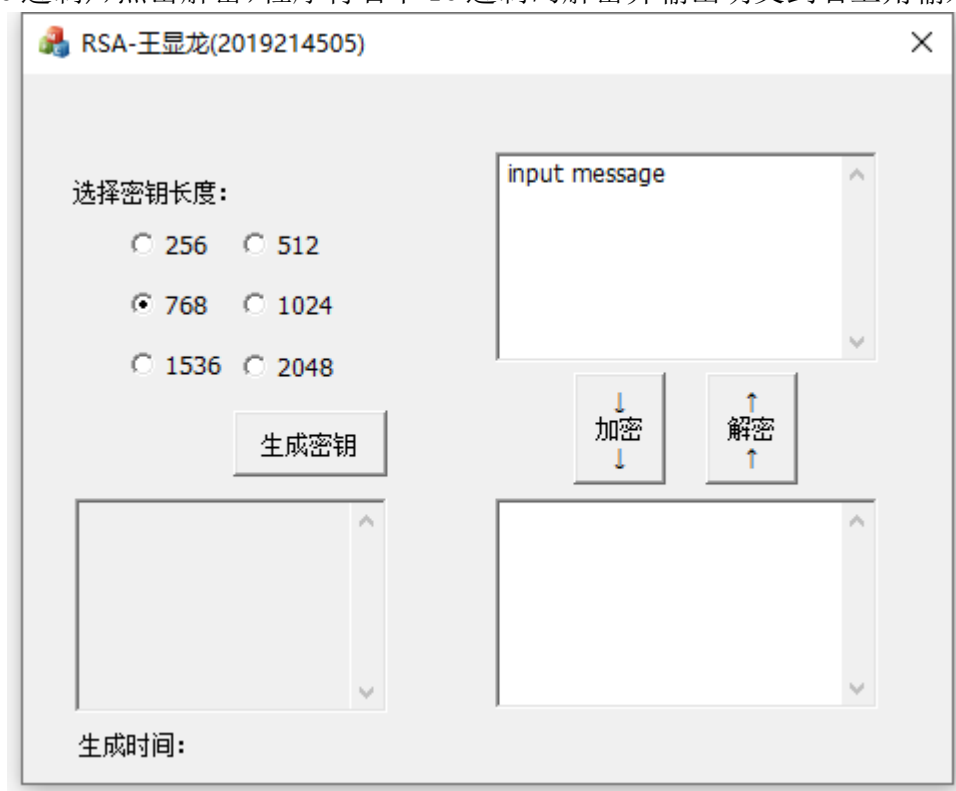 RSA-王显龙(2019214505)
选择密钥长度:
256 512
768 1024
1536 2048
生成密钥
生成时间:
input message
↓ ↑
加密 解密
↓ ↑